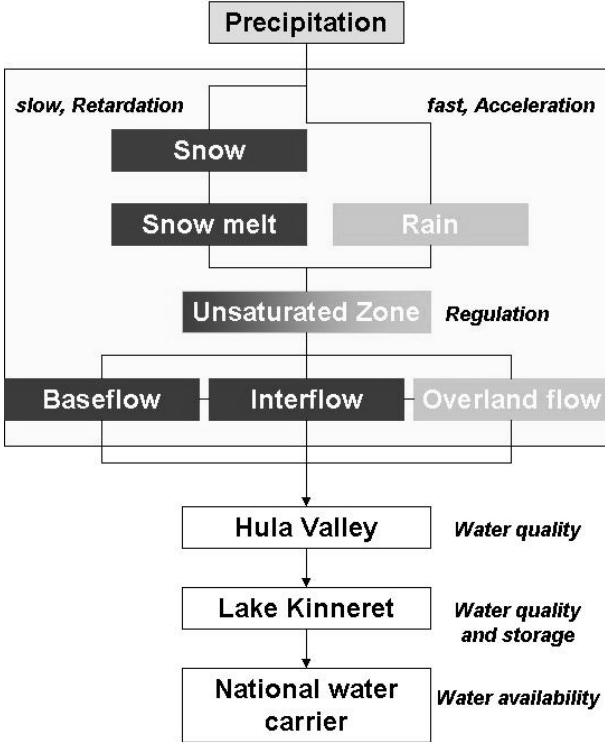 Precipitation
slow, Retardation
fast, Acceleration
Snow
Snow melt
Rain
Unsaturated Zone
Regulation
Baseflow
Interflow
Overland flow
Hula Valley
Water quality
Lake Kinneret
Water quality
and storage
National water
carrier
Water availability